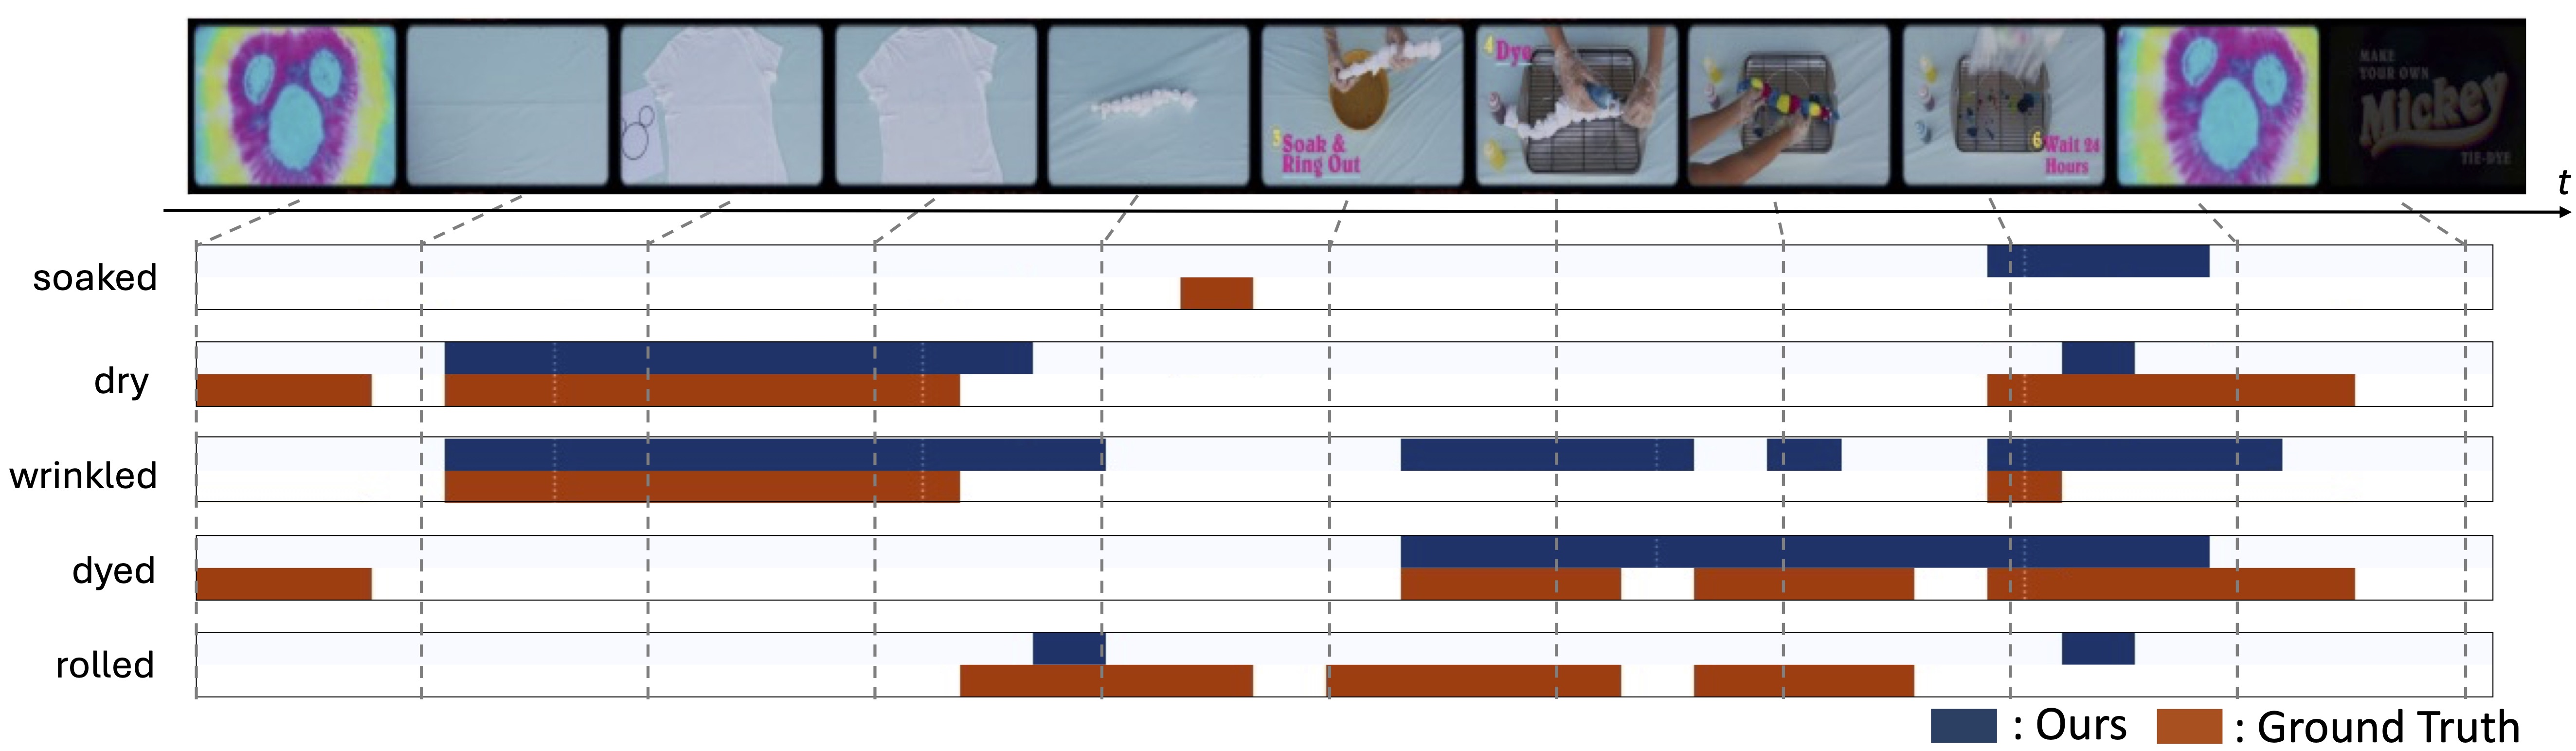 3 Soak &
Ring Out
4 Dye
6 Wait 24
Hours
MAKE
YOUR OWN
Mickey
TIE-DYE
t
soaked
dry
wrinkled
dyed
rolled
: Ours : Ground Truth